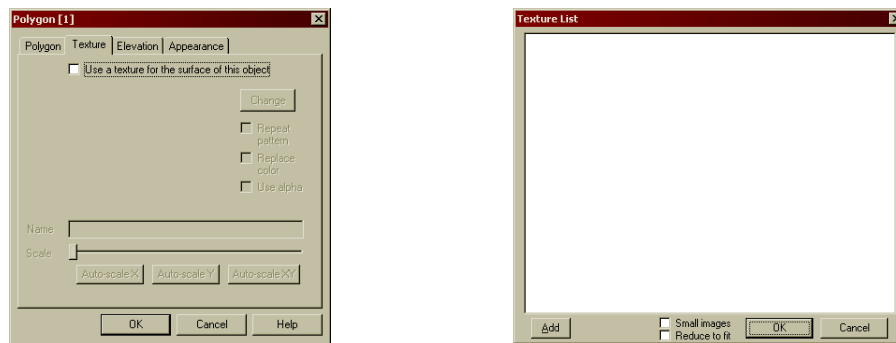 Polygon [1]
Polygon Texture Elevation Appearance
Use a texture for the surface of this object
Change
Repeat
pattern
Replace
color
Use alpha
Name
Scale
Auto-scale X Auto-scale Y Auto-scale XY
OK Cancel Help
Texture List
Add
Small images
Reduce to fit
OK Cancel